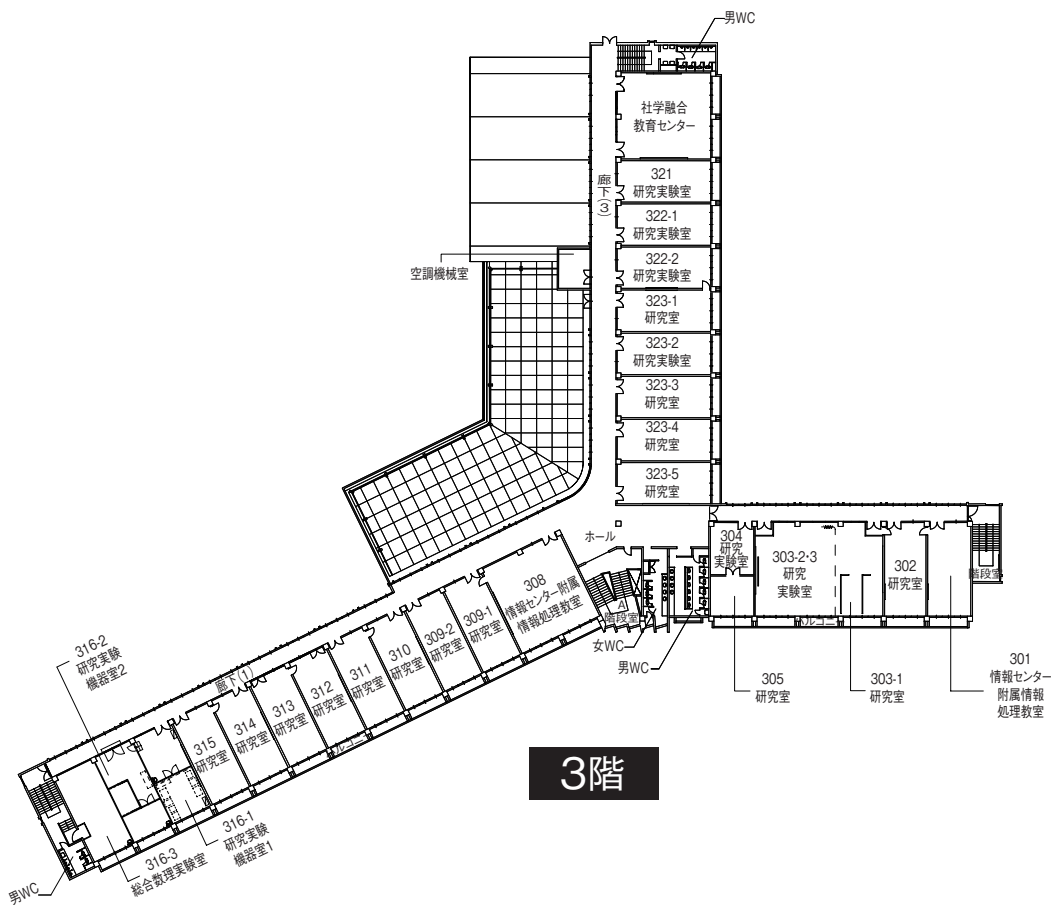 男WC
社学融合
教育センター
廊下(3)
321
研究実験室
322-1
研究実験室
322-2
研究実験室
空調機械室
323-1
研究室
323-2
研究実験室
323-3
研究室
323-4
研究室
323-5
研究室
ホール
304
研究
実験室
303-2・3
研究
実験室
302
研究室
階段室
308
情報センター附属
情報処理教室
A
階段室
女WC
男WC
バルコニー
305
研究室
303-1
研究室
301
情報センター
附属情報
処理教室
309-1
研究室
309-2
研究室
310
研究室
311
研究室
312
研究室
313
研究室
314
研究室
315
研究室
バルコニー
廊下(1)
316-2
研究実験
機器室2
316-1
研究実験
機器室1
316-3
総合数理実験室
男WC
3階